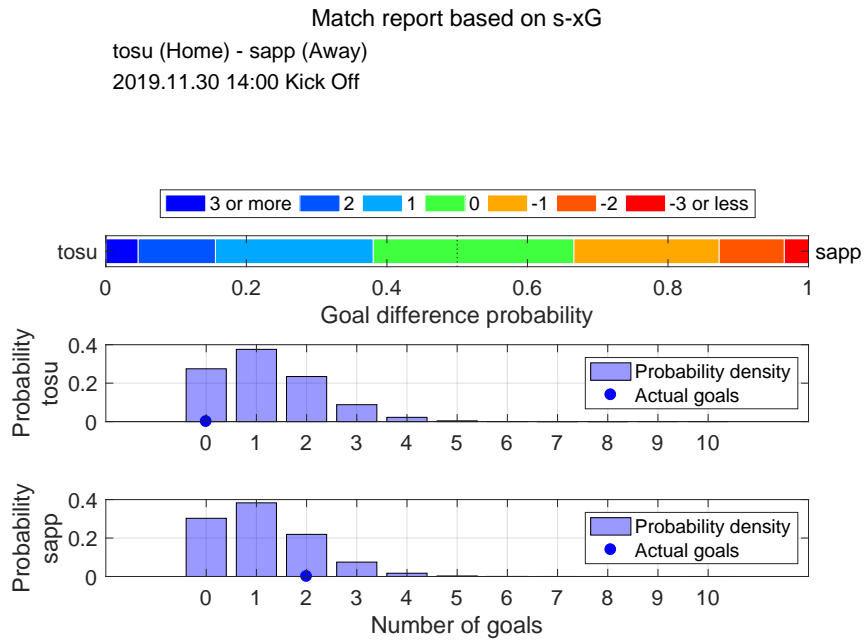 Match report based on s-xG
tosu (Home) - sapp (Away)
2019.11.30 14:00 Kick Off
3 or more 2 1 0 -1 -2 -3 or less
tosu sapp
0 0.2 0.4 0.6 0.8 1
Goal difference probability
Probability
tosu
0.4
0.2
0
Probability density
Actual goals
0 1 2 3 4 5 6 7 8 9 10
Probability
sapp
0.4
0.2
0
Probability density
Actual goals
0 1 2 3 4 5 6 7 8 9 10
Number of goals